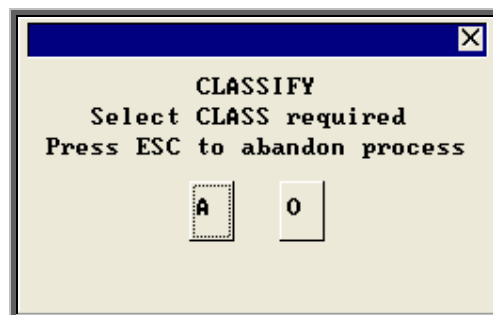 CLASSIFY
Select CLASS required
Press ESC to abandon process
A O